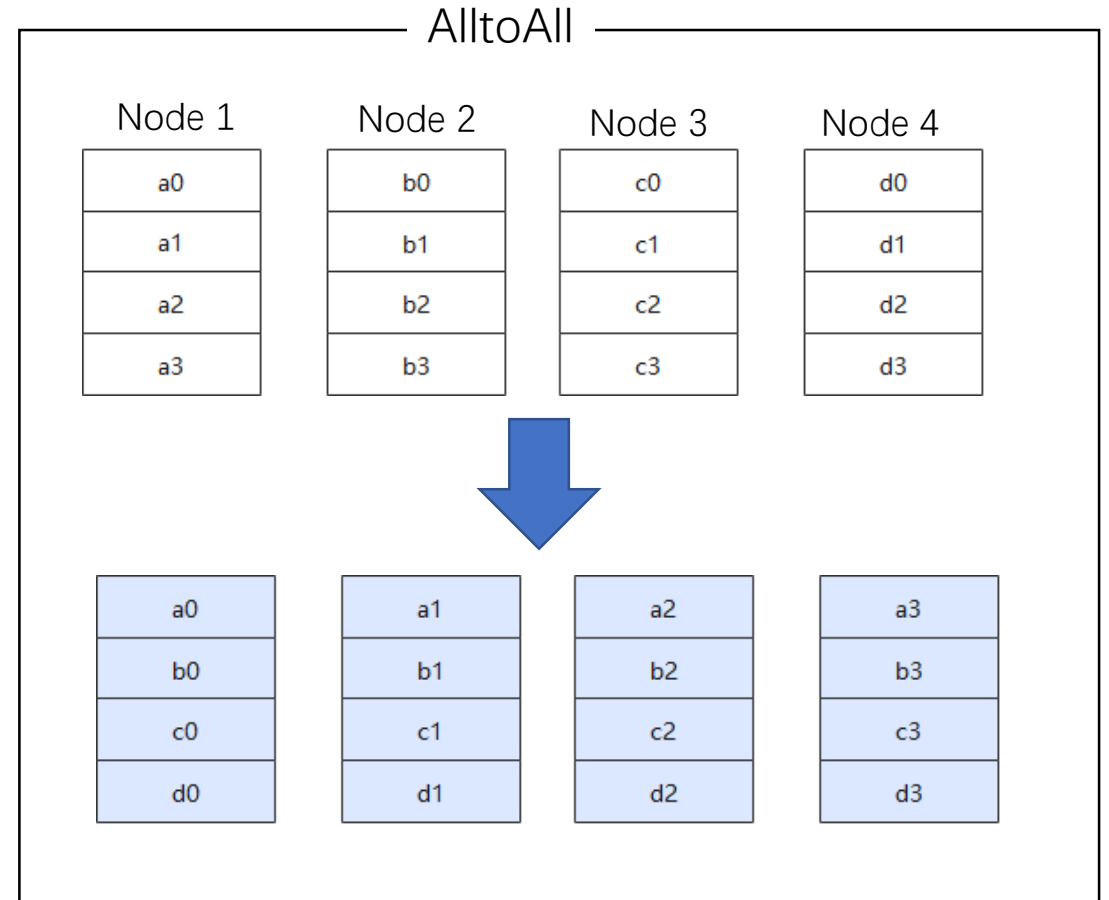 AlltoAll
Node 1 Node 2 Node 3 Node 4
a0 b0 c0 d0
a1 b1 c1 d1
a2 b2 c2 d2
a3 b3 c3 d3
a0 a1 a2 a3
b0 b1 b2 b3
c0 c1 c2 c3
d0 d1 d2 d3